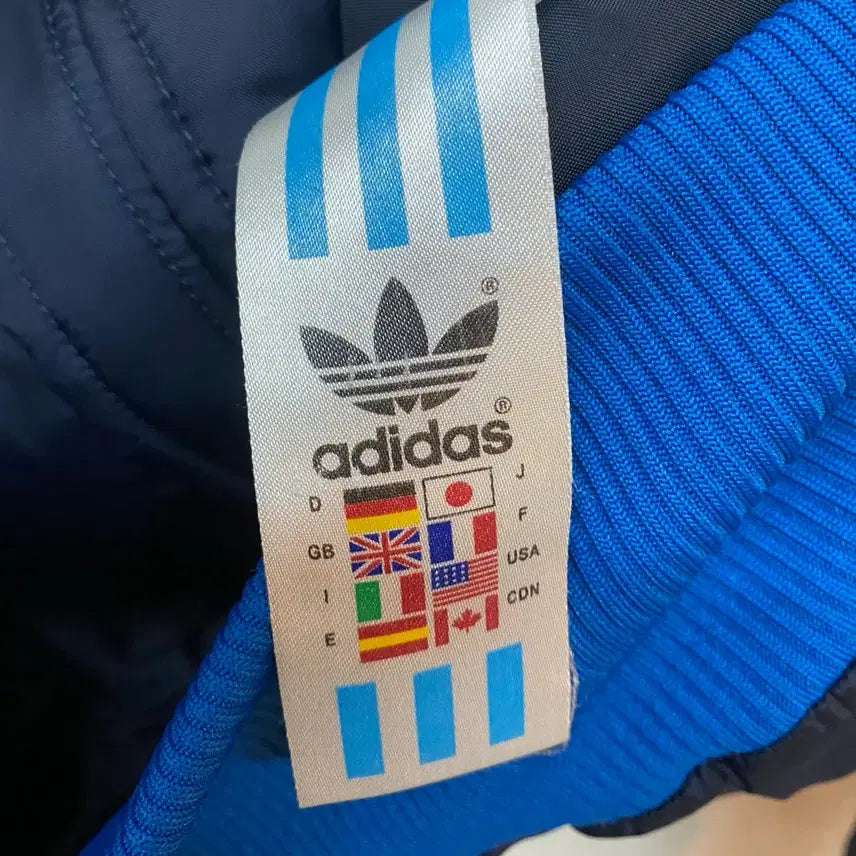 ®
®
adidas
D J
GB F
I USA
E CDN